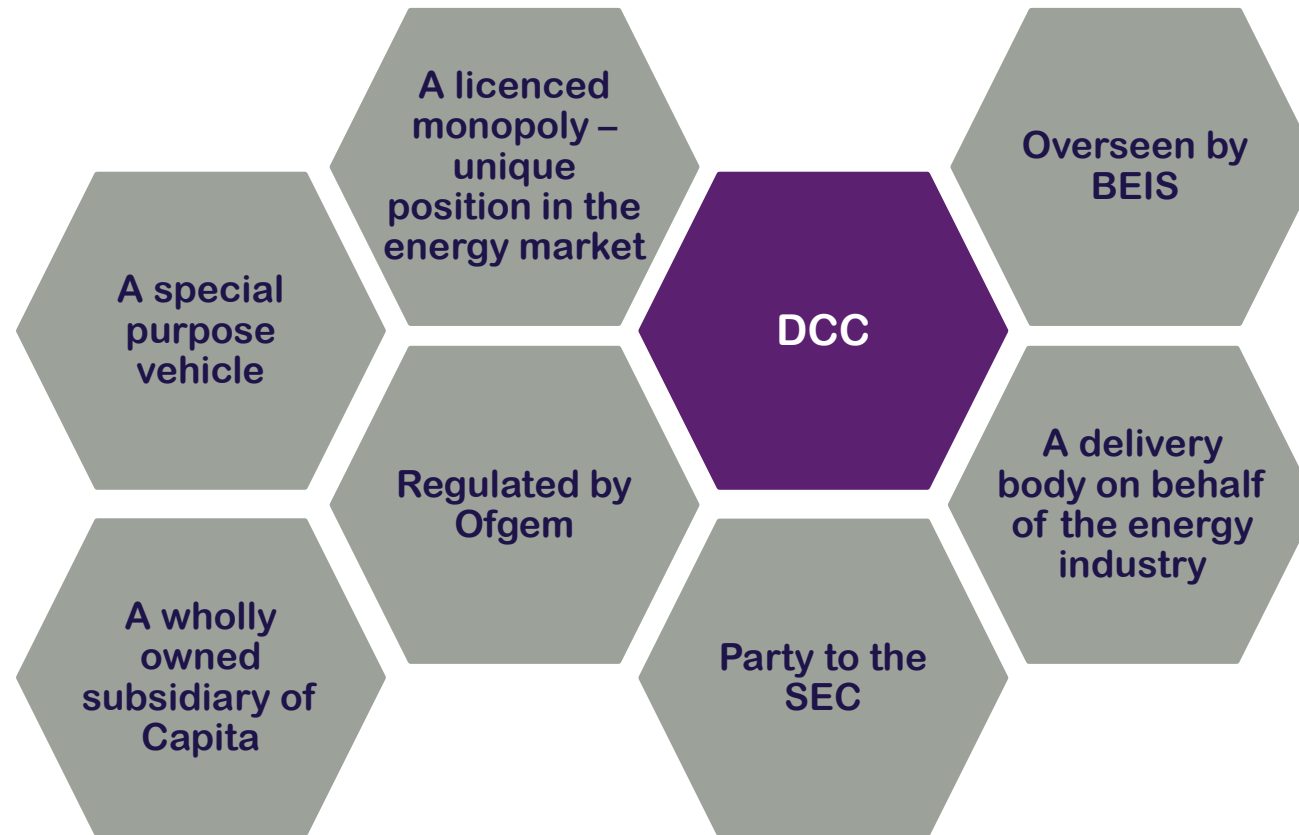 A licenced
monopoly –
unique
position in the
energy market
Overseen by
BEIS
A special
purpose
vehicle
DCC
Regulated by
Ofgem
A delivery
body on behalf
of the energy
industry
A wholly
owned
subsidiary of
Capita
Party to the
SEC